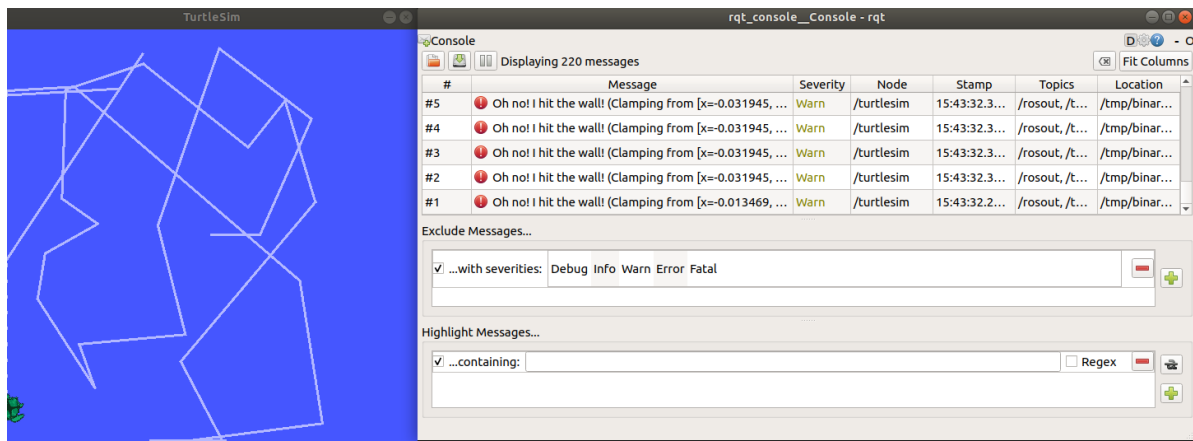 TurtleSim
rqt_console__Console - rqt
Console
D
- O
Displaying 220 messages
Fit Columns
# Message Severity Node Stamp Topics Location
#5 Oh no! I hit the wall! (Clamping from [x=-0.031945, ... Warn /turtlesim 15:43:32.3... /rosout, /t... /tmp/binar...
#4 Oh no! I hit the wall! (Clamping from [x=-0.031945, ... Warn /turtlesim 15:43:32.3... /rosout, /t... /tmp/binar...
#3 Oh no! I hit the wall! (Clamping from [x=-0.031945, ... Warn /turtlesim 15:43:32.3... /rosout, /t... /tmp/binar...
#2 Oh no! I hit the wall! (Clamping from [x=-0.031945, ... Warn /turtlesim 15:43:32.3... /rosout, /t... /tmp/binar...
#1 Oh no! I hit the wall! (Clamping from [x=-0.013469, ... Warn /turtlesim 15:43:32.2... /rosout, /t... /tmp/binar...
Exclude Messages...
...with severities: Debug Info Warn Error Fatal
Highlight Messages...
...containing: Regex